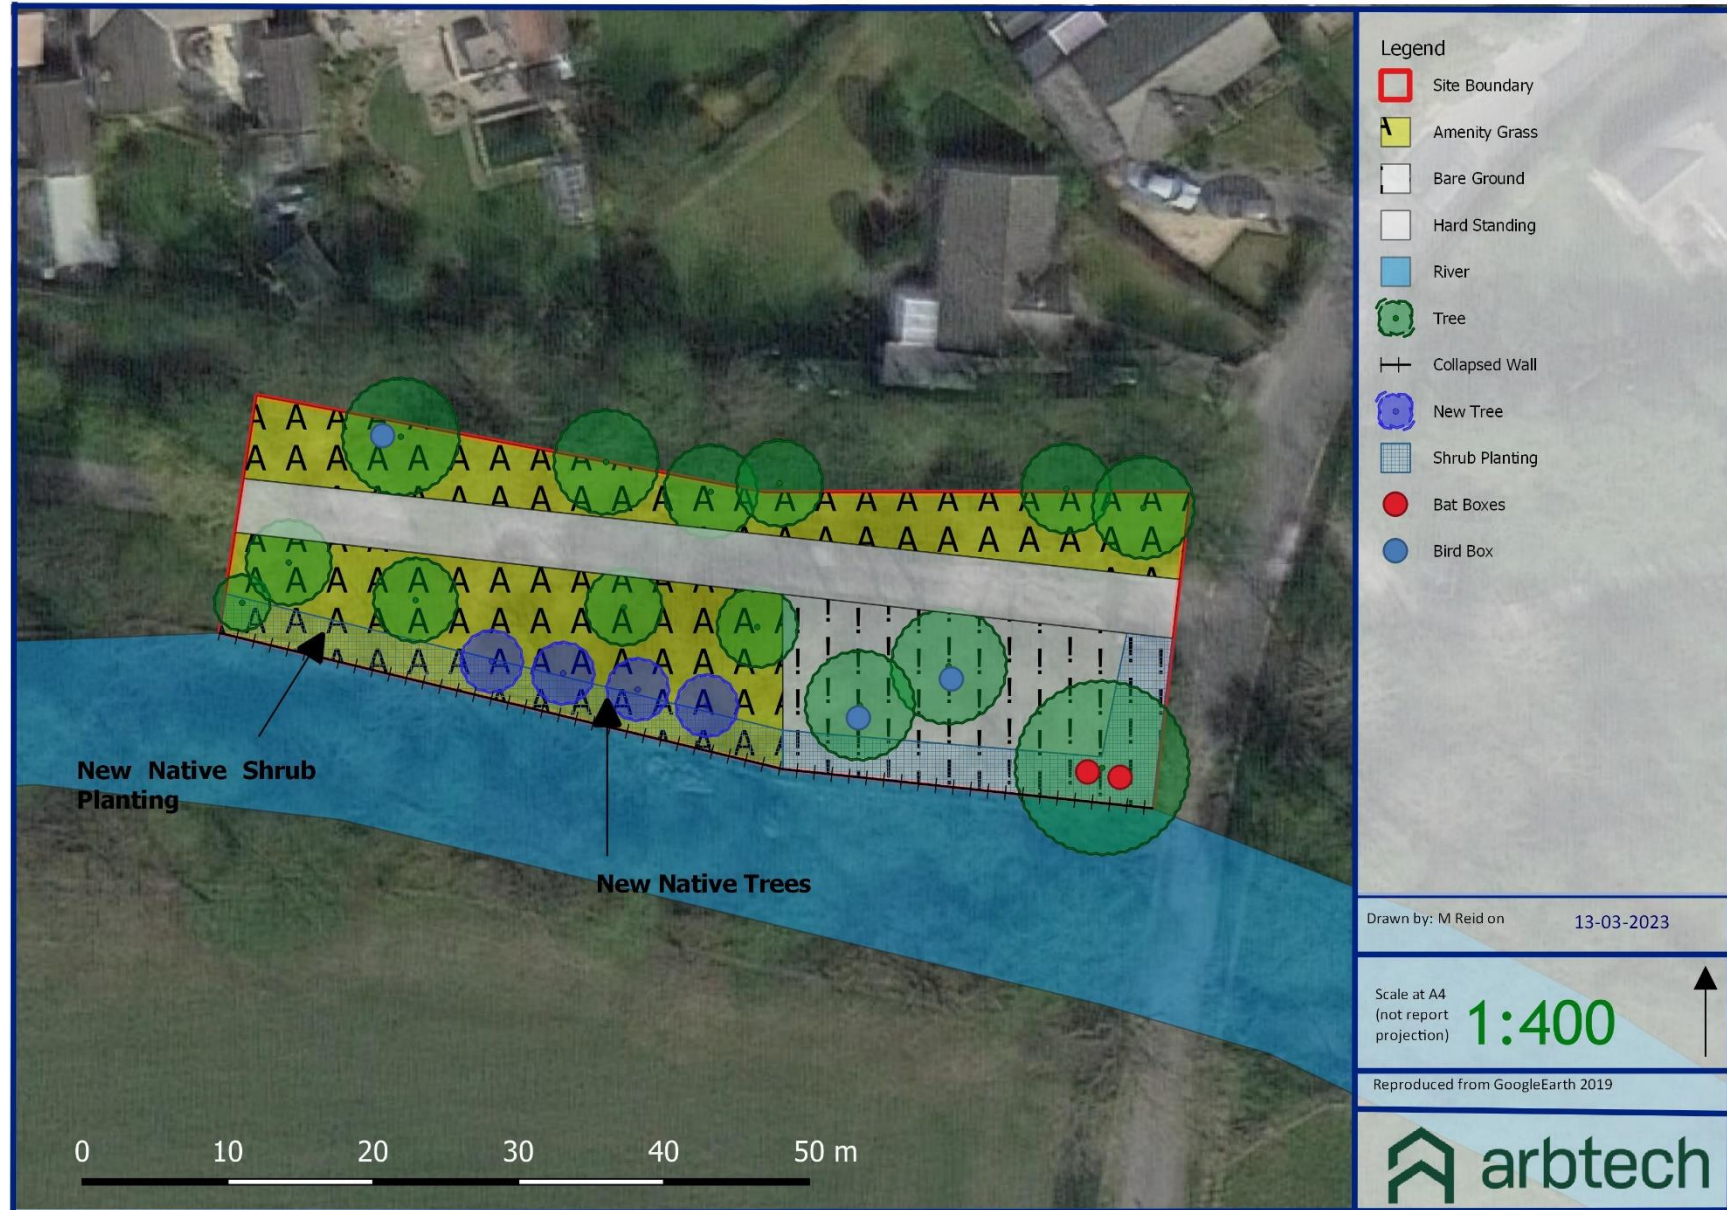 Legend
Site Boundary
Amenity Grass
Bare Ground
Hard Standing
River
Tree
Collapsed Wall
New Tree
Shrub Planting
Bat Boxes
Bird Box
New Native Shrub
Planting
New Native Trees
0 10 20 30 40 50 m
Drawn by: M Reid on 13-03-2023
Scale at A4
(not report
projection)
1:400
Reproduced from GoogleEarth 2019
arbtech